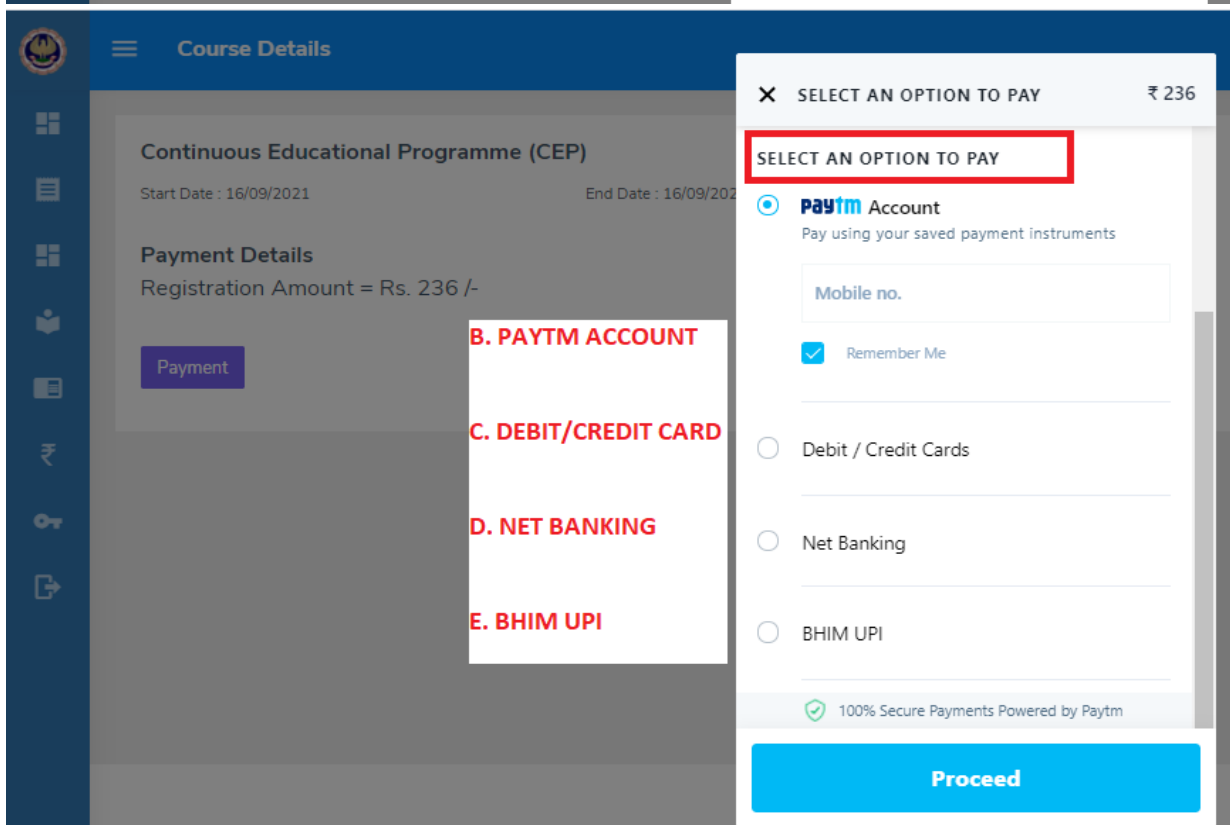 Course Details
Continuous Educational Programme (CEP)
Start Date : 16/09/2021
End Date : 16/09/202
Payment Details
Registration Amount = Rs. 236 /-
Payment
B. PAYTM ACCOUNT
C. DEBIT/CREDIT CARD
D. NET BANKING
E. BHIM UPI
SELECT AN OPTION TO PAY ₹ 236
SELECT AN OPTION TO PAY
Paytm Account
Pay using your saved payment instruments
Mobile no.
Remember Me
Debit / Credit Cards
Net Banking
BHIM UPI
100% Secure Payments Powered by Paytm
Proceed